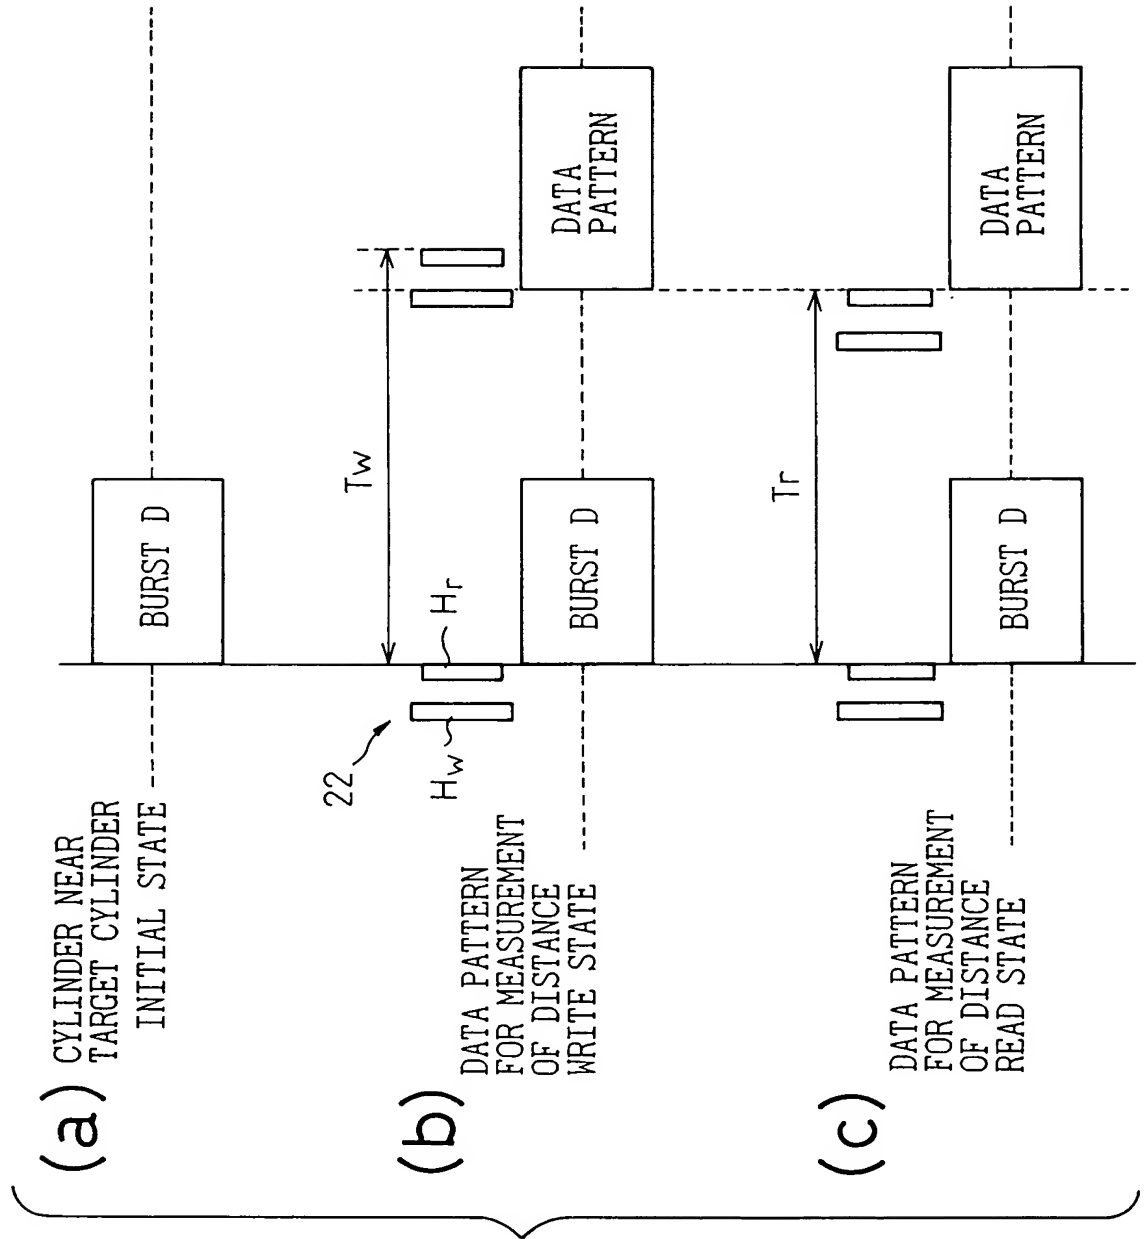 (a)
CYLINDER NEAR
TARGET CYLINDER
INITIAL STATE
BURST D
(b)
DATA PATTERN
FOR MEASUREMENT
OF DISTANCE
WRITE STATE
22
Hw
Hr
Tw
BURST D
DATA
PATTERN
(c)
DATA PATTERN
FOR MEASUREMENT
OF DISTANCE
READ STATE
Tr
BURST D
DATA
PATTERN